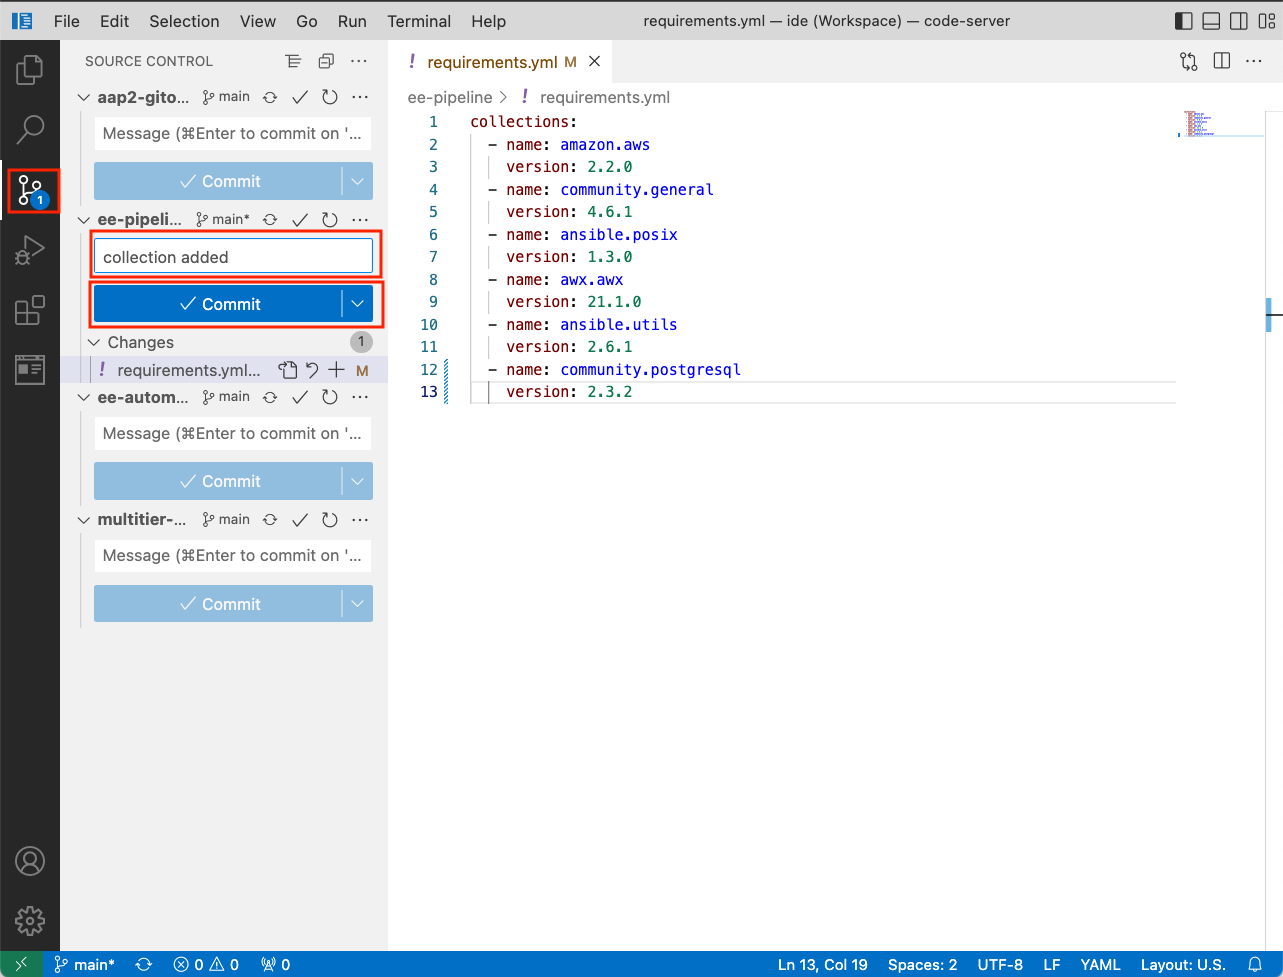 File Edit Selection View Go Run Terminal Help requirements.yml — ide (Workspace) — code-server
SOURCE CONTROL
aap2-gito... main
Message (⌘Enter to commit on '...
Commit
ee-pipeli... main*
collection added
Commit
Changes 1
requirements.yml... M
ee-autom... main
Message (⌘Enter to commit on '...
Commit
multitier-... main
Message (⌘Enter to commit on '...
Commit
1
! requirements.yml M
ee-pipeline > ! requirements.yml
1 collections:
2 - name: amazon.aws
3 version: 2.2.0
4 - name: community.general
5 version: 4.6.1
6 - name: ansible.posix
7 version: 1.3.0
8 - name: awx.awx
9 version: 21.1.0
10 - name: ansible.utils
11 version: 2.6.1
12 - name: community.postgresql
13 version: 2.3.2
main* 0 0 0 Ln 13, Col 19 Spaces: 2 UTF-8 LF YAML Layout: U.S.